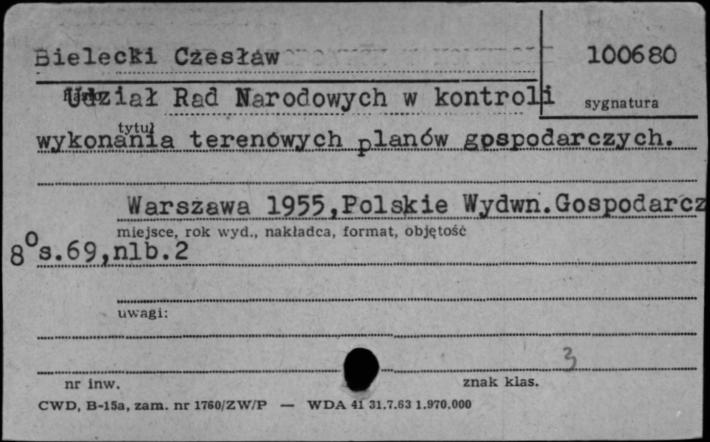 Bielecki Czesław
100680
sygnatura
Udział Rad Narodowych w kontroli
tytuł
wykonania terenowych planów gospodarczych.
Warszawa 1955,Polskie Wydwn.Gospodarcz
miejsce, rok wyd., nakładca, format, objętość
8° s.69,nlb.2
uwagi:
3
nr inw.
znak klas.
CWD, B-15a, zam. nr 1760/ZW/P — WDA 41 31.7.63 1.970.000